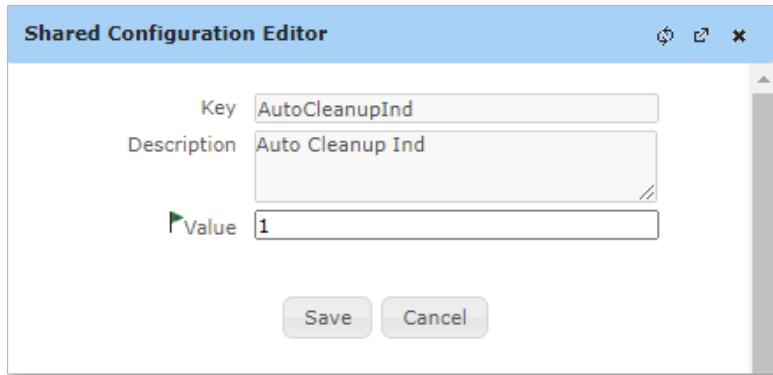 Shared Configuration Editor
Key AutoCleanupInd
Description Auto Cleanup Ind
Value 1
Save Cancel